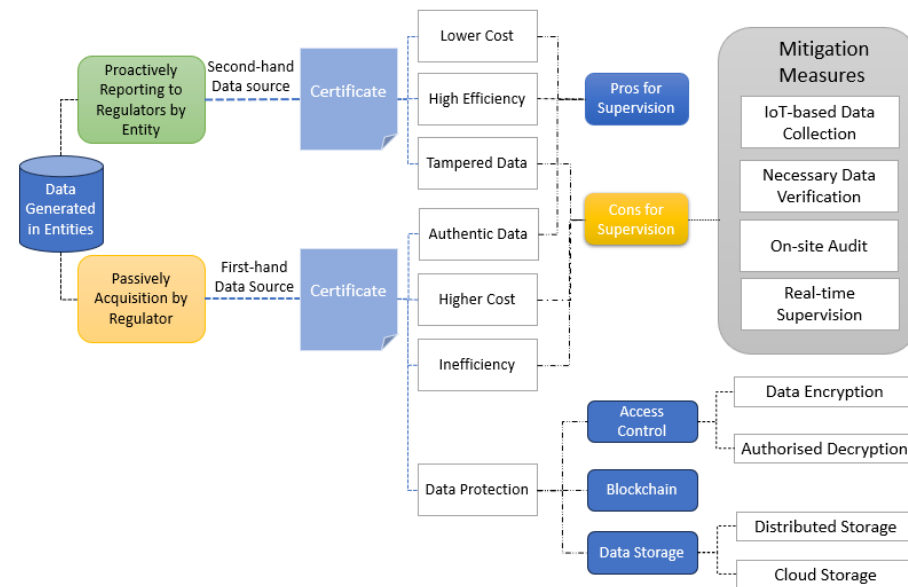 Proactively
Reporting to
Regulators by
Entity
Second-hand
Data source
Certificate
Lower Cost
High Efficiency
Tampered Data
Pros for
Supervision
Data
Generated
in Entities
Passively
Acquisition by
Regulator
First-hand
Data Source
Certificate
Authentic Data
Higher Cost
Inefficiency
Data Protection
Cons for
Supervision
Mitigation
Measures
IoT-based Data
Collection
Necessary Data
Verification
On-site Audit
Real-time
Supervision
Access
Control
Data Encryption
Authorised Decryption
Blockchain
Data Storage
Distributed Storage
Cloud Storage